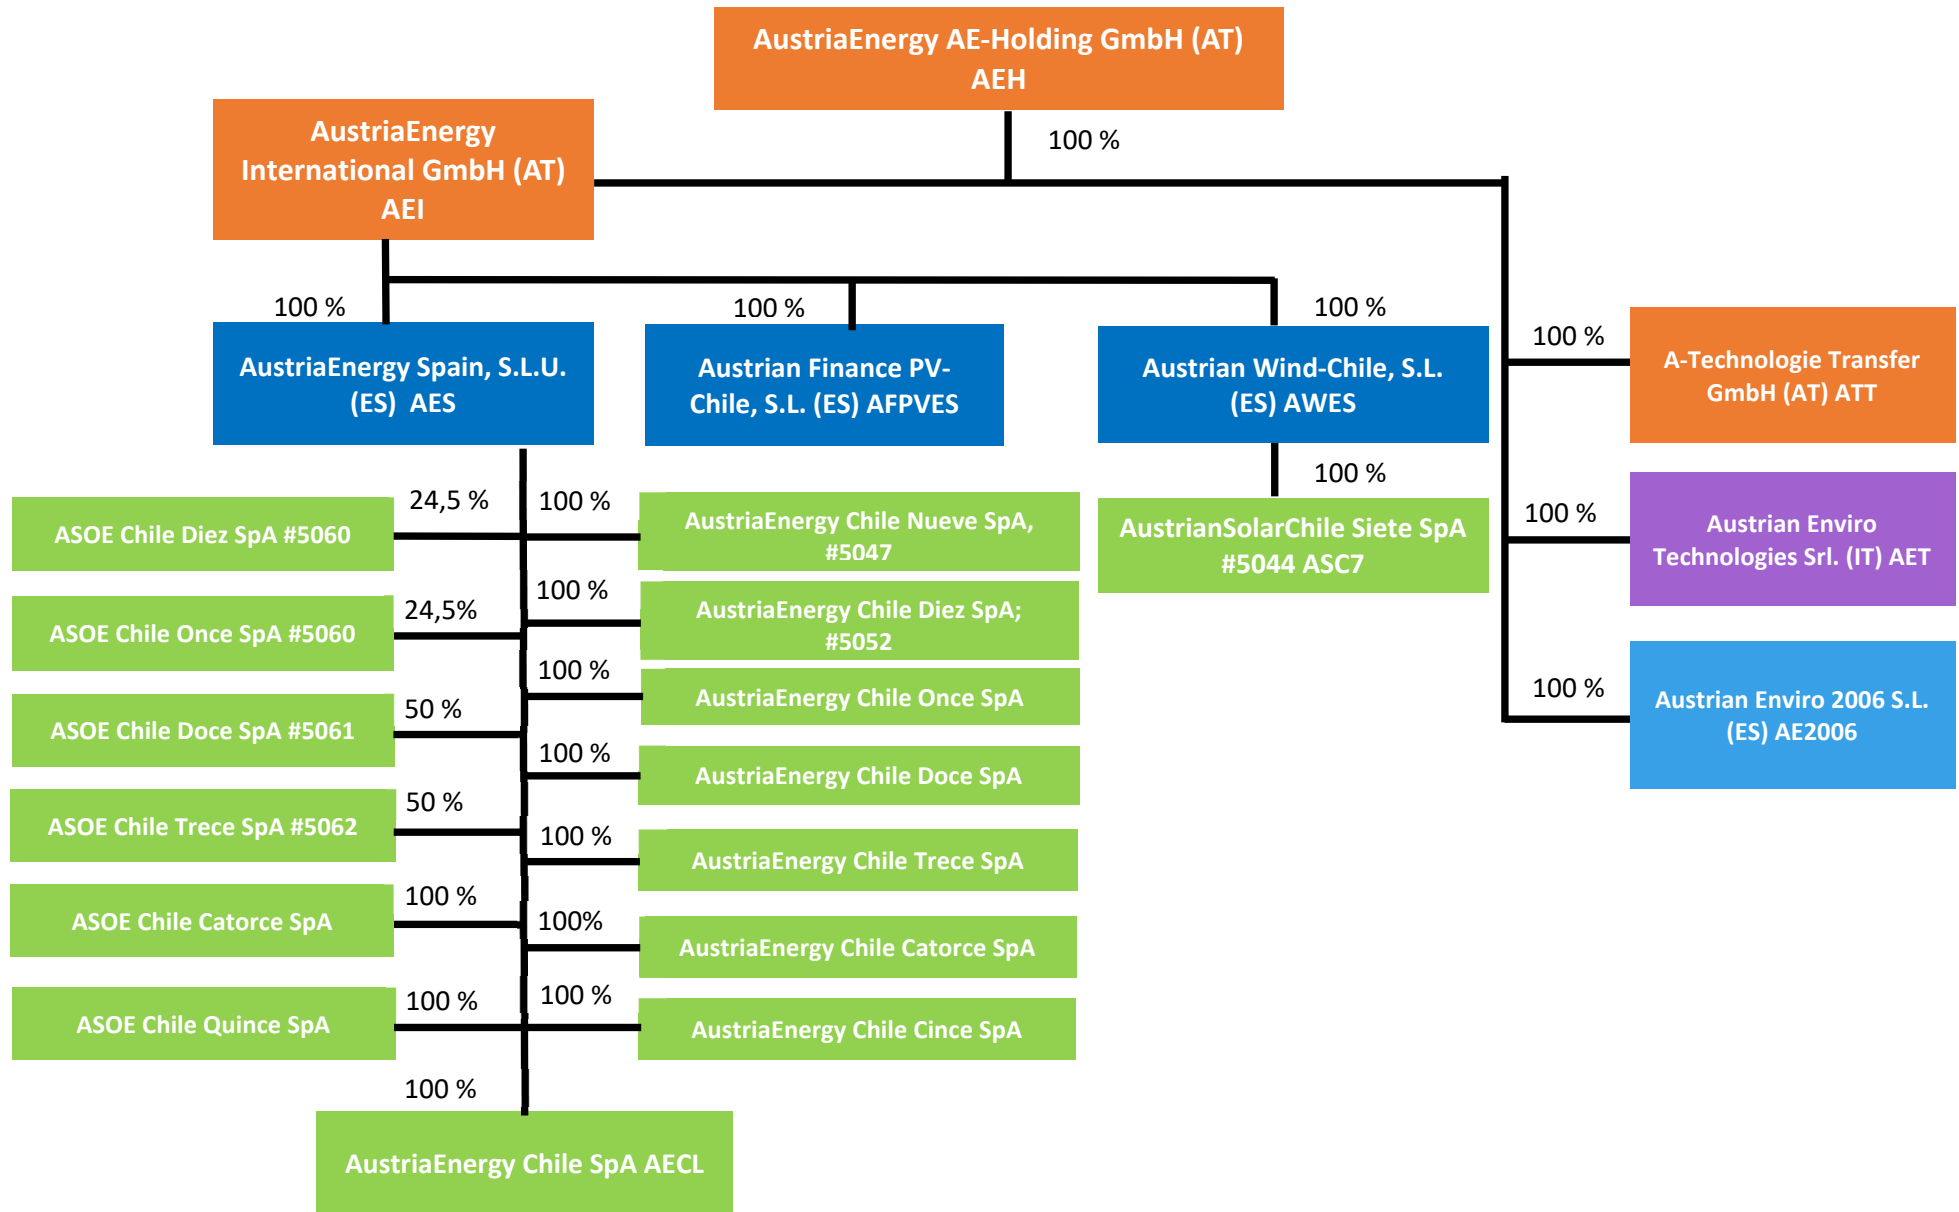 AustriaEnergy AE-Holding GmbH (AT)
AEH
100 %
AustriaEnergy
International GmbH (AT)
AEI
100 %
100 %
100 %
AustriaEnergy Spain, S.L.U.
(ES) AES
Austrian Finance PV-
Chile, S.L. (ES) AFPVES
Austrian Wind-Chile, S.L.
(ES) AWES
100 %
A-Technologie Transfer
GmbH (AT) ATT
100 %
Austrian Enviro
Technologies Srl. (IT) AET
100 %
Austrian Enviro 2006 S.L.
(ES) AE2006
100 %
AustrianSolarChile Siete SpA
#5044 ASC7
24,5 %
ASOE Chile Diez SpA #5060
100 %
AustriaEnergy Chile Nueve SpA,
#5047
24,5%
ASOE Chile Once SpA #5060
100 %
AustriaEnergy Chile Diez SpA;
#5052
50 %
ASOE Chile Doce SpA #5061
100 %
AustriaEnergy Chile Once SpA
100 %
AustriaEnergy Chile Doce SpA
50 %
ASOE Chile Trece SpA #5062
100 %
AustriaEnergy Chile Trece SpA
100 %
ASOE Chile Catorce SpA
100%
AustriaEnergy Chile Catorce SpA
100 %
ASOE Chile Quince SpA
100 %
AustriaEnergy Chile Cince SpA
100 %
AustriaEnergy Chile SpA AECL